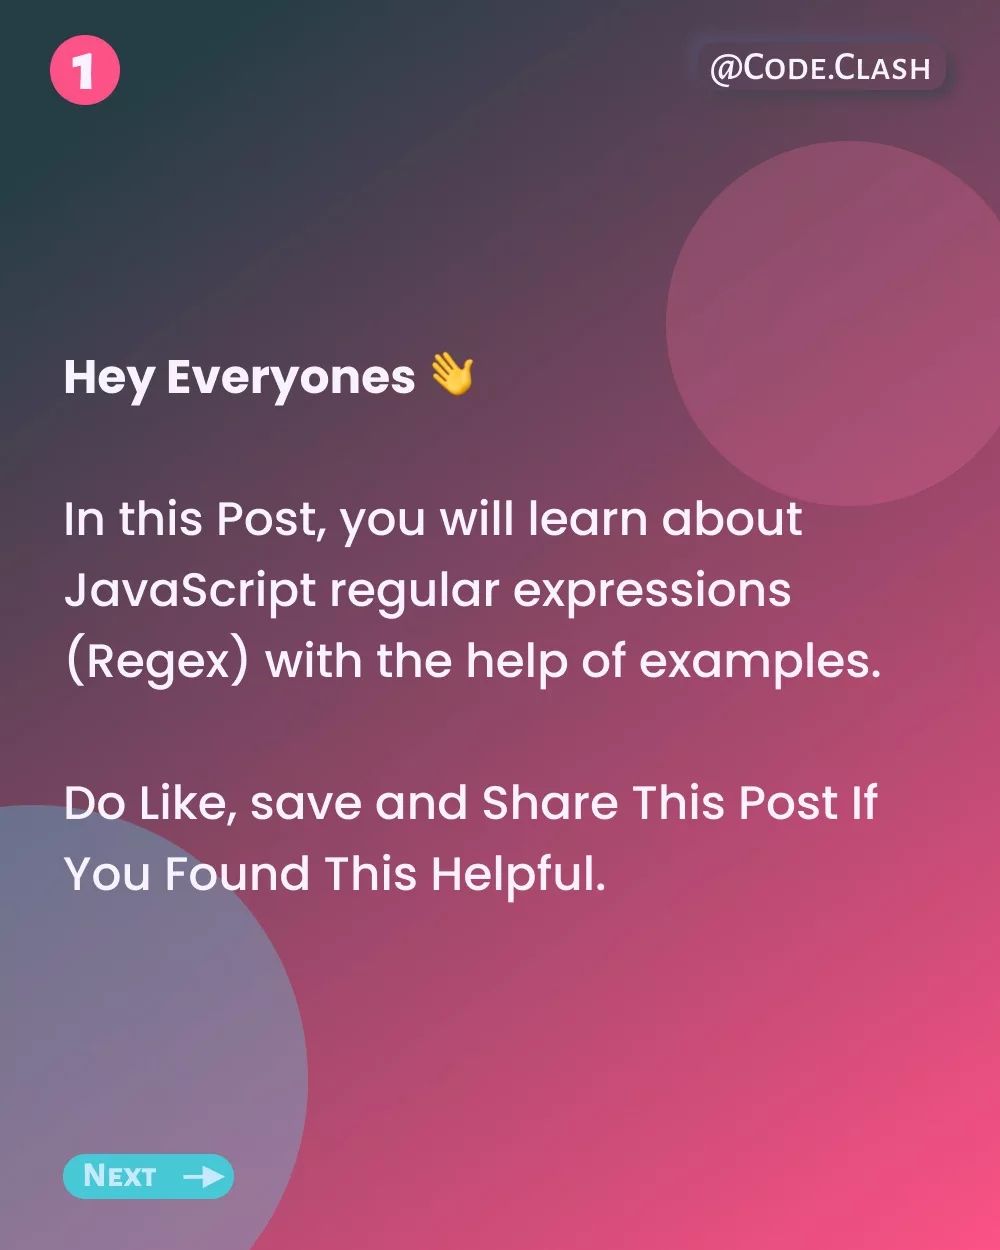 1
@Code.Clash
Hey Everyones 👋
In this Post, you will learn about
JavaScript regular expressions
(Regex) with the help of examples.
Do Like, save and Share This Post If
You Found This Helpful.
Next